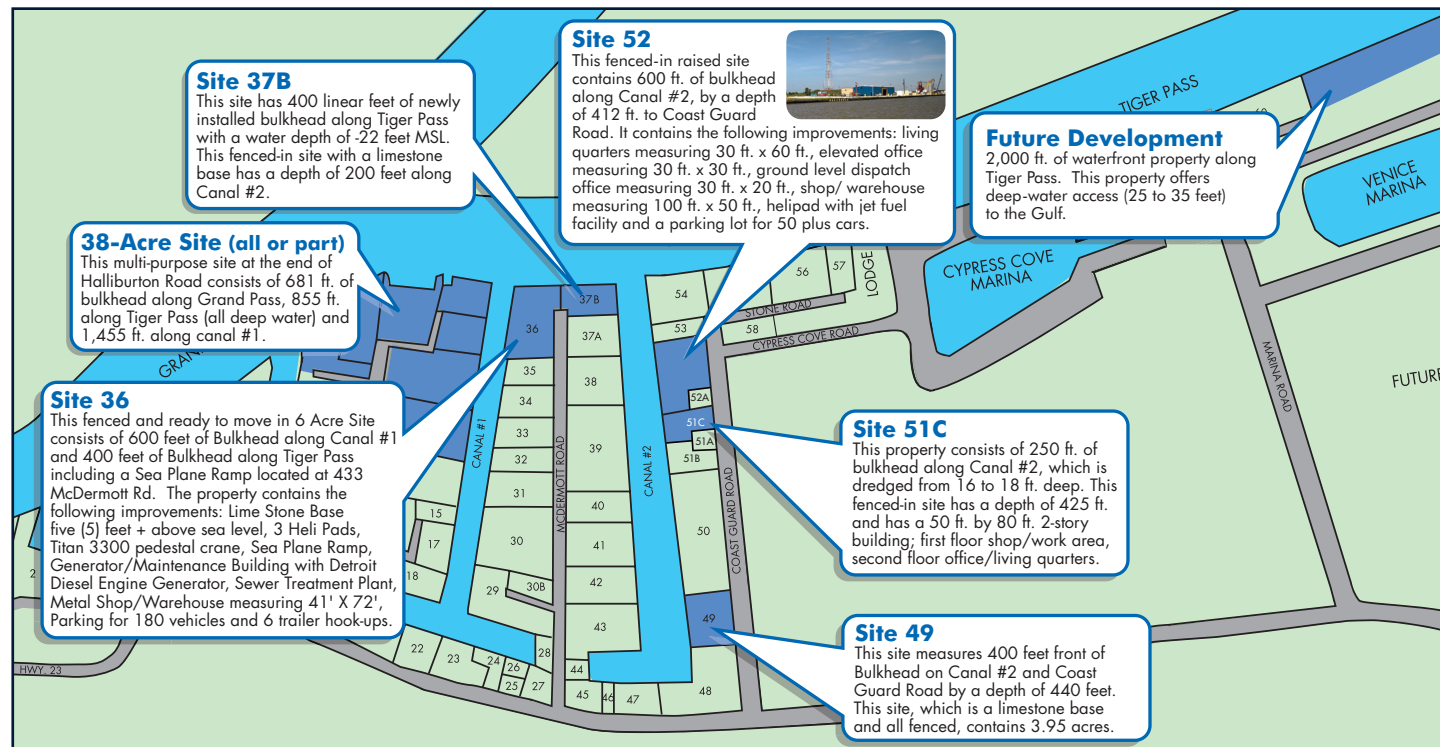 Site 37B
This site has 400 linear feet of newly
installed bulkhead along Tiger Pass
with a water depth of -22 feet MSL.
This fenced-in site with a limestone
base has a depth of 200 feet along
Canal #2.
Site 52
This fenced-in raised site
contains 600 ft. of bulkhead
along Canal #2, by a depth
of 412 ft. to Coast Guard
Road. It contains the following improvements: living
quarters measuring 30 ft. x 60 ft., elevated office
measuring 30 ft. x 30 ft., ground level dispatch
office measuring 30 ft. x 20 ft., shop/ warehouse
measuring 100 ft. x 50 ft., helipad with jet fuel
facility and a parking lot for 50 plus cars.
Future Development
2,000 ft. of waterfront property along
Tiger Pass. This property offers
deep-water access (25 to 35 feet)
to the Gulf.
38-Acre Site (all or part)
This multi-purpose site at the end of
Halliburton Road consists of 681 ft. of
bulkhead along Grand Pass, 855 ft.
along Tiger Pass (all deep water) and
1,455 ft. along canal #1.
Site 36
This fenced and ready to move in 6 Acre Site
consists of 600 feet of Bulkhead along Canal #1
and 400 feet of Bulkhead along Tiger Pass
including a Sea Plane Ramp located at 433
McDermott Rd. The property contains the
following improvements: Lime Stone Base
five (5) feet + above sea level, 3 Heli Pads,
Titan 3300 pedestal crane, Sea Plane Ramp,
Generator/Maintenance Building with Detroit
Diesel Engine Generator, Sewer Treatment Plant,
Metal Shop/Warehouse measuring 41' X 72',
Parking for 180 vehicles and 6 trailer hook-ups.
Site 51C
This property consists of 250 ft. of
bulkhead along Canal #2, which is
dredged from 16 to 18 ft. deep. This
fenced-in site has a depth of 425 ft.
and has a 50 ft. by 80 ft. 2-story
building; first floor shop/work area,
second floor office/living quarters.
Site 49
This site measures 400 feet front of
Bulkhead on Canal #2 and Coast
Guard Road by a depth of 440 feet.
This site, which is a limestone base
and all fenced, contains 3.95 acres.
TIGER PASS
VENICE
MARINA
CYPRESS COVE
MARINA
LODGE
STONE ROAD
CYPRESS COVE ROAD
MARINA ROAD
FUTURE
COAST GUARD ROAD
CANAL #2
MCDERMOTT ROAD
CANAL #1
HWY. 23
2
15
17
18
22
23
24
25
26
27
28
29
30
30B
31
32
33
34
35
36
37B
37A
38
39
40
41
42
43
44
45
46
47
48
49
50
51B
51A
51C
52A
53
54
56
57
58